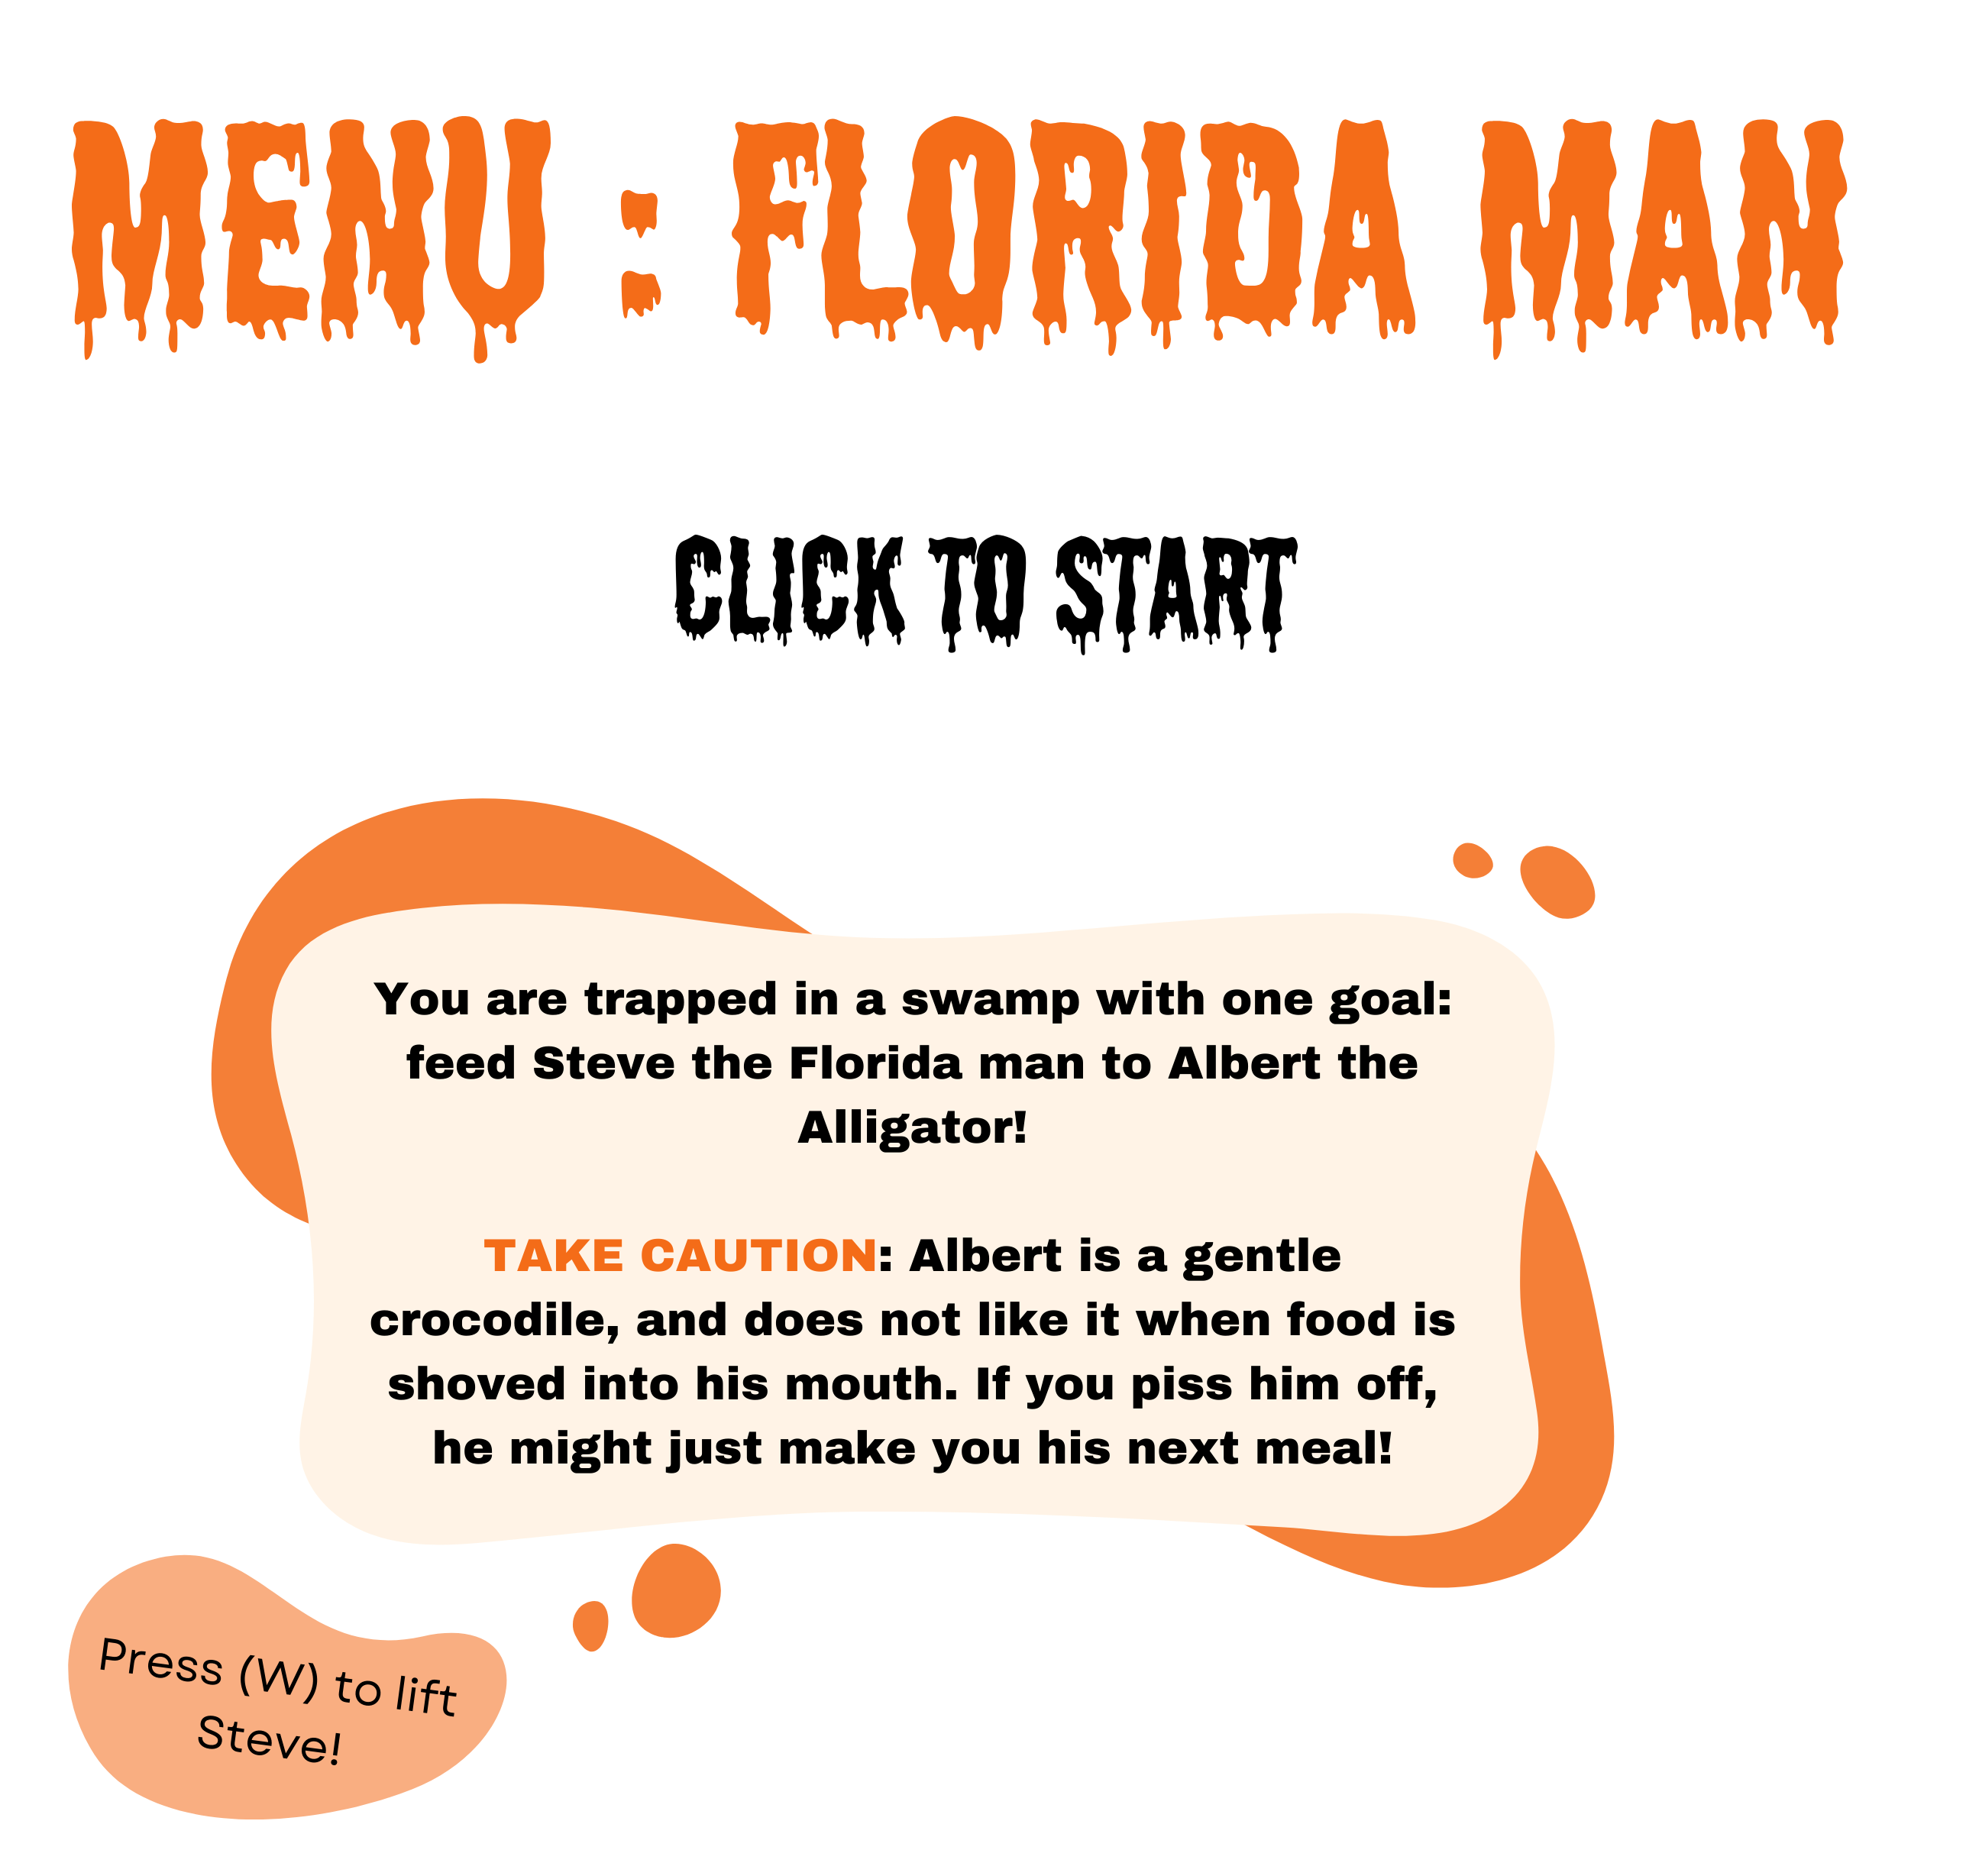 MENU : FLORIDA MAN
CLICK TO START
You are trapped in a swamp with one goal:
feed Steve the Florida man to Albert the
Alligator!
TAKE CAUTION: Albert is a gentle
crocodile, and does not like it when food is
shoved into his mouth. If you piss him off,
he might just make you his next meal!
Press (W) to lift
Steve!